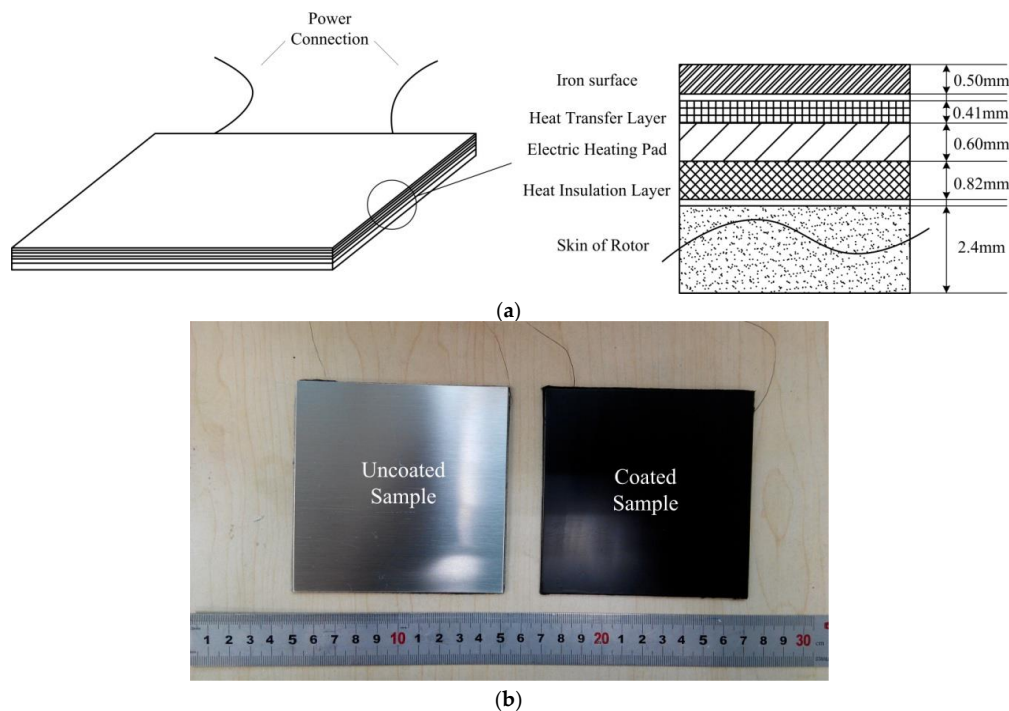 Power
Connection
Iron surface
0.50mm
Heat Transfer Layer
0.41mm
Electric Heating Pad
0.60mm
Heat Insulation Layer
0.82mm
Skin of Rotor
2.4mm
(a)
Uncoated
Sample
Coated
Sample
1 2 3 4 5 6 7 8 9 10 1 2 3 4 5 6 7 8 9 20 1 2 3 4 5 6 7 8 9 30
(b)